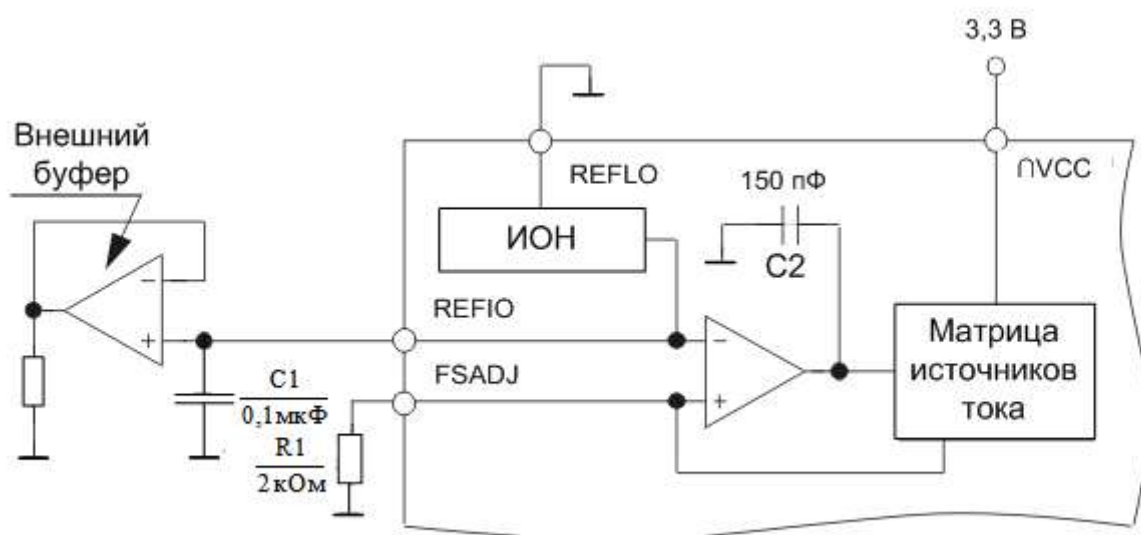 3,3 В
Внешний
буфер
REFLO
150 пФ
∩VCC
ИОН
C2
REFIO
−
+
−
+
FSADJ
C1
0,1мкФ
R1
2кОм
Матрица
источников
тока